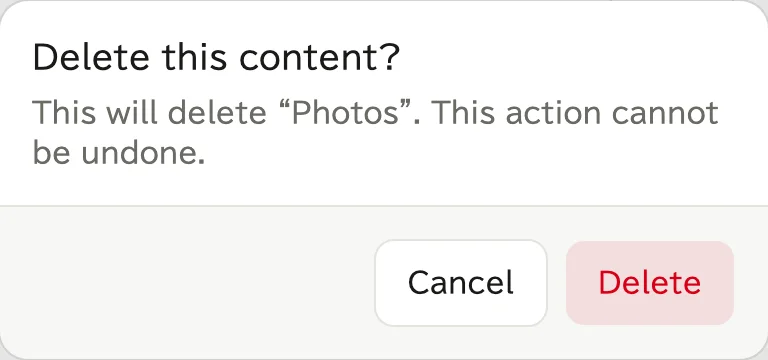 Delete this content?
This will delete “Photos”. This action cannot
be undone.
Cancel
Delete